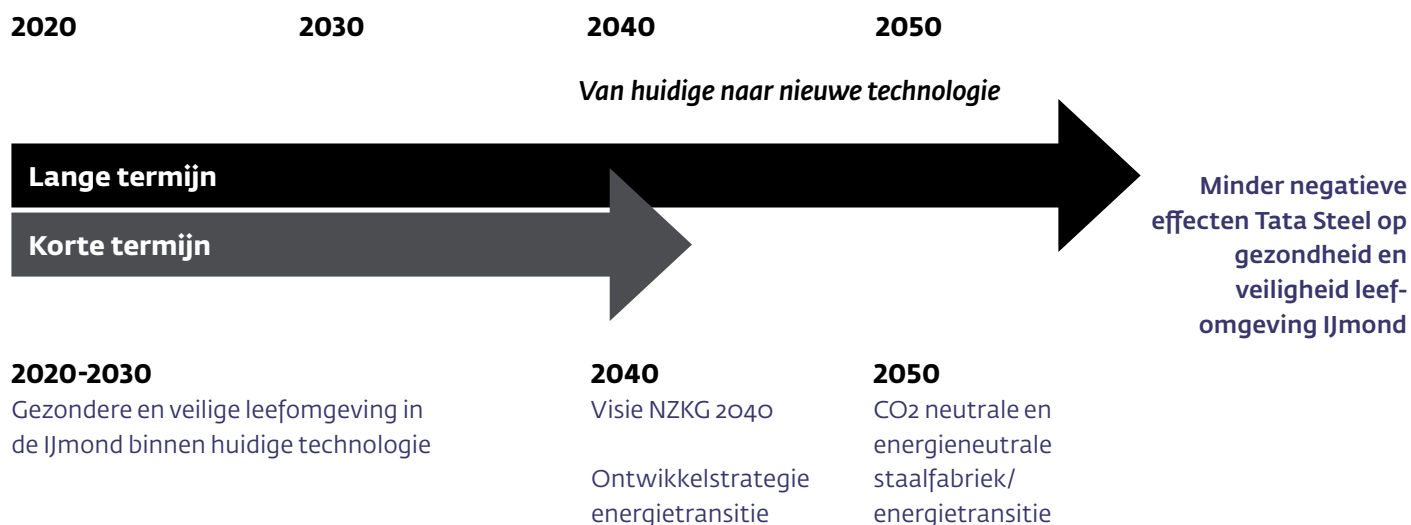 2020 2030 2040 2050
Van huidige naar nieuwe technologie
Lange termijn
Korte termijn
Minder negatieve
effecten Tata Steel op
gezondheid en
veiligheid leef-
omgeving IJmond
2020-2030
Gezondere en veilige leefomgeving in
de IJmond binnen huidige technologie
2040
Visie NZKG 2040
Ontwikkelstrategie
energietransitie
2050
CO2 neutrale en
energieneutrale
staalfabriek/
energietransitie